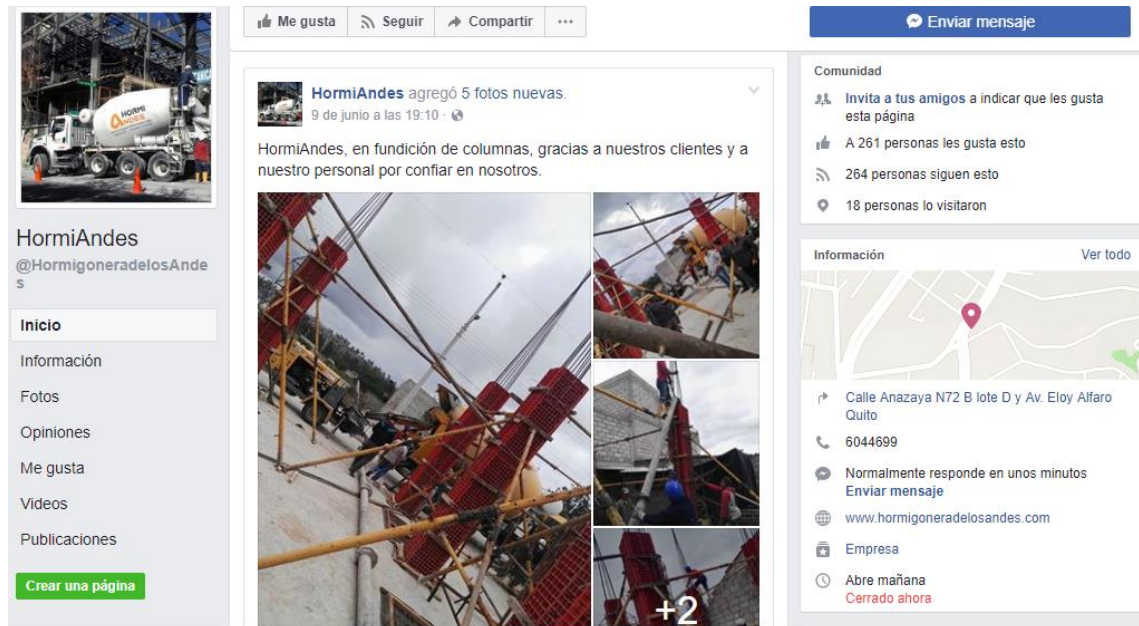 HORMI
ANDES
HormiAndes
@HormigoneradelosAnde
s
Inicio
Información
Fotos
Opiniones
Me gusta
Videos
Publicaciones
Crear una página
Me gusta
Seguir
Compartir
...
HormiAndes agregó 5 fotos nuevas.
9 de junio a las 19:10 ·
HormiAndes, en fundición de columnas, gracias a nuestros clientes y a
nuestro personal por confiar en nosotros.
+2
Enviar mensaje
Comunidad
Invita a tus amigos a indicar que les gusta
esta página
A 261 personas les gusta esto
264 personas siguen esto
18 personas lo visitaron
Información
Ver todo
Calle Anazaya N72 B lote D y Av. Eloy Alfaro
Quito
6044699
Normalmente responde en unos minutos
Enviar mensaje
www.hormigoneradelosandes.com
Empresa
Abre mañana
Cerrado ahora